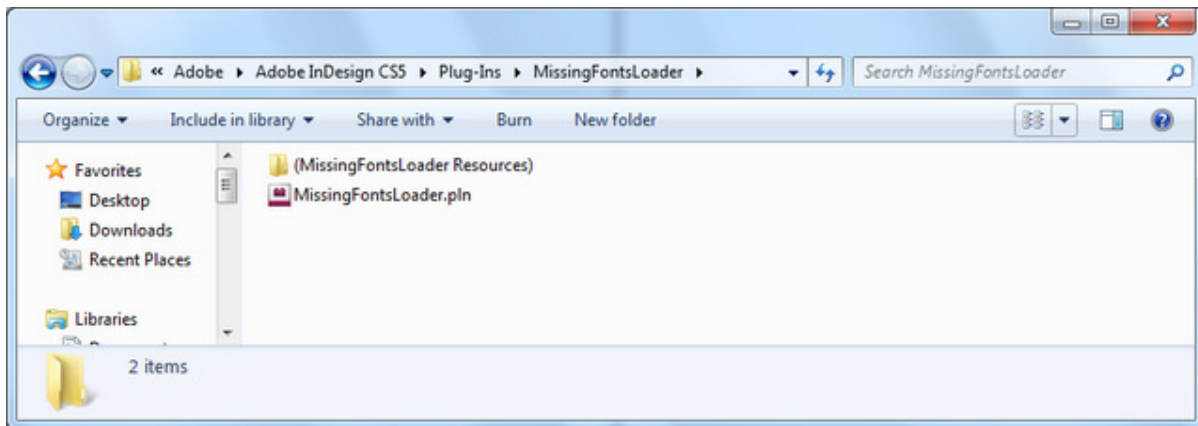 « Adobe ▸ Adobe InDesign CS5 ▸ Plug-Ins ▸ MissingFontsLoader ▸
Search MissingFontsLoader
Organize Include in library Share with Burn New folder
Favorites
Desktop
Downloads
Recent Places
Libraries
(MissingFontsLoader Resources)
MissingFontsLoader.pln
2 items